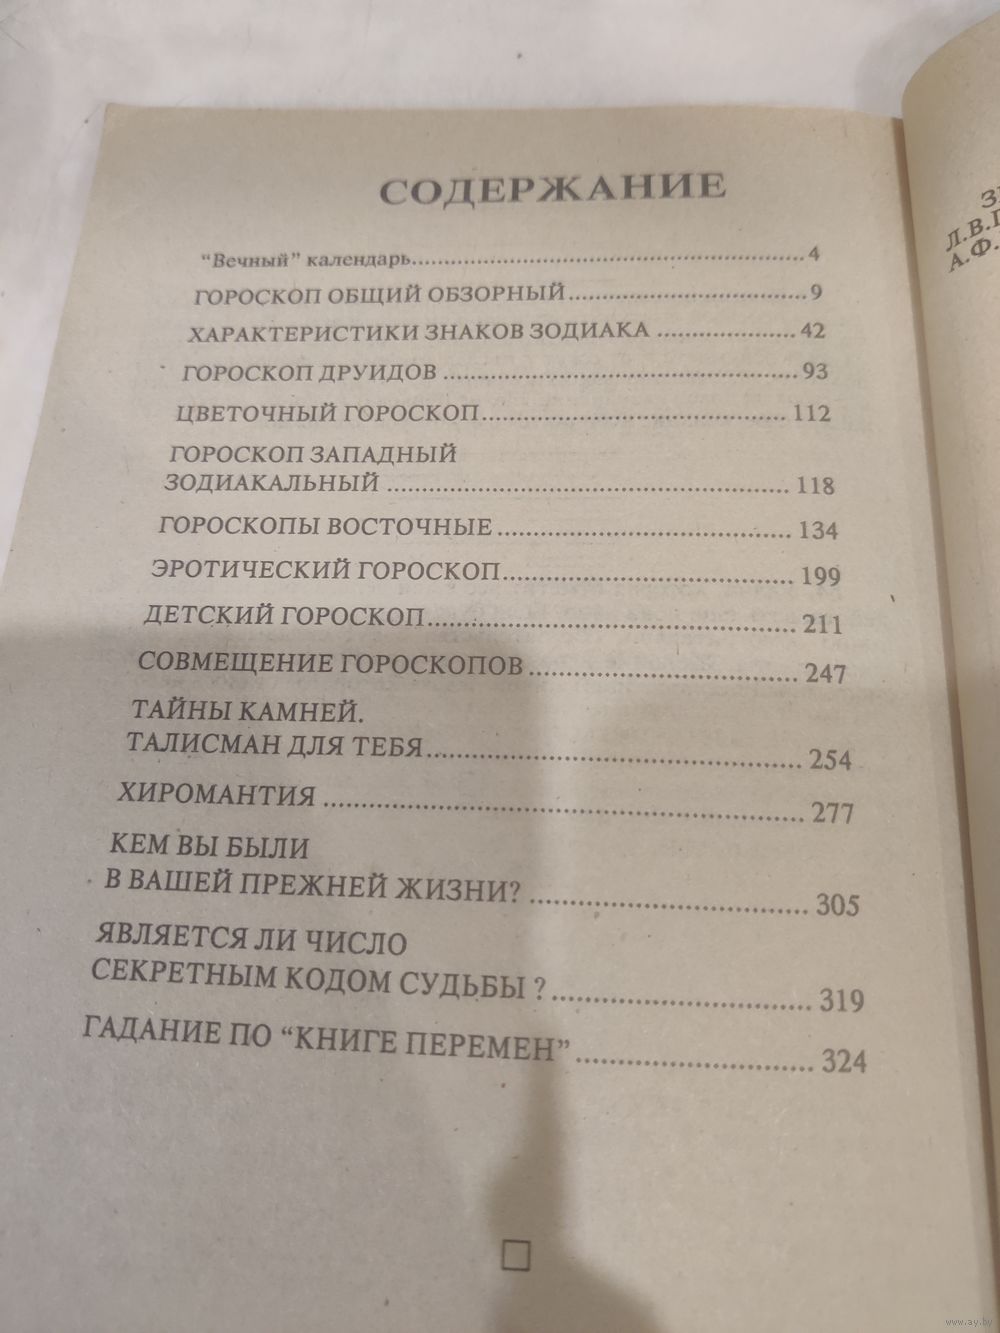 СОДЕРЖАНИЕ
“Вечный” календарь..................................................4
ГОРОСКОП ОБЩИЙ ОБЗОРНЫЙ..............................9
ХАРАКТЕРИСТИКИ ЗНАКОВ ЗОДИАКА ..................42
ГОРОСКОП ДРУИДОВ .............................................93
ЦВЕТОЧНЫЙ ГОРОСКОП...................................... 112
ГОРОСКОП ЗАПАДНЫЙ
ЗОДИАКАЛЬНЫЙ .................................................. 118
ГОРОСКОПЫ ВОСТОЧНЫЕ.................................... 134
ЭРОТИЧЕСКИЙ ГОРОСКОП.................................... 199
ДЕТСКИЙ ГОРОСКОП.............................................. 211
СОВМЕЩЕНИЕ ГОРОСКОПОВ................................ 247
ТАЙНЫ КАМНЕЙ.
ТАЛИСМАН ДЛЯ ТЕБЯ............................................. 254
ХИРОМАНТИЯ ........................................................ 277
КЕМ ВЫ БЫЛИ
В ВАШЕЙ ПРЕЖНЕЙ ЖИЗНИ? ................................ 305
ЯВЛЯЕТСЯ ЛИ ЧИСЛО
СЕКРЕТНЫМ КОДОМ СУДЬБЫ ?............................. 319
ГАДАНИЕ ПО “КНИГЕ ПЕРЕМЕН”........................... 324
Л.В.
А.Ф.
www.ay.by